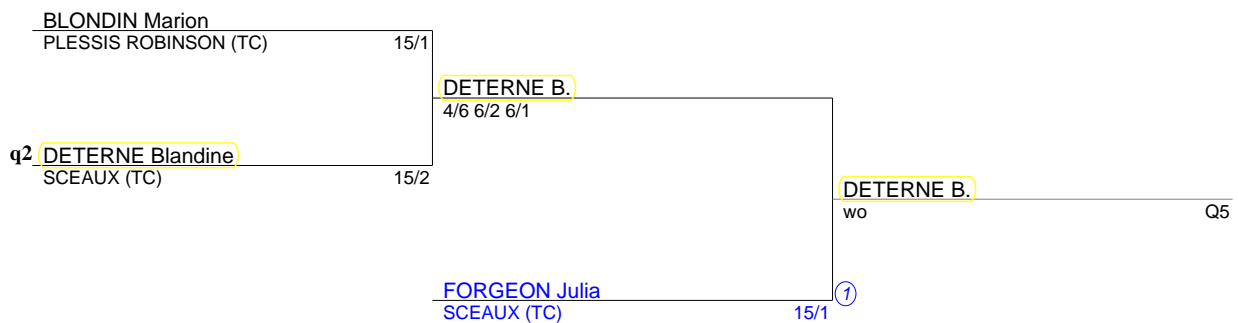 BLONDIN Marion
PLESSIS ROBINSON (TC) 15/1
DETERNE B.
4/6 6/2 6/1
q2 DETERNE Blandine
SCEAUX (TC) 15/2
DETERNE B.
wo Q5
FORGEON Julia 1
SCEAUX (TC) 15/1